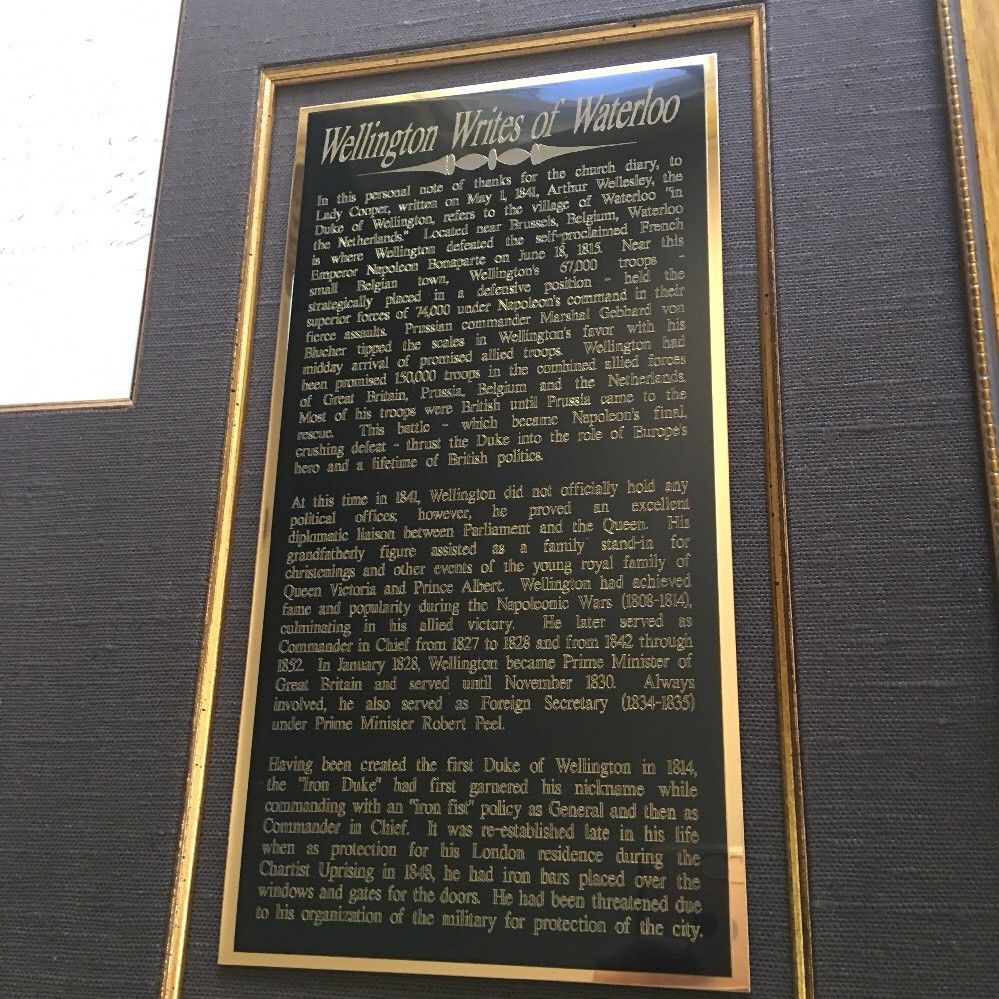 Wellington Writes of Waterloo
In this personal note of thanks for the church diary, to
Lady Cooper, written on May 1, 1841, Arthur Wellesley, the
Duke of Wellington, refers to the village of Waterloo "in
the Netherlands." Located near Brussels, Belgium, Waterloo
is where Wellington defeated the self-proclaimed French
Emperor Napoleon Bonaparte on June 18, 1815. Near this
small Belgian town, Wellington's 67,000 troops -
strategically placed in a defensive position - held the
superior forces of 74,000 under Napoleon's command in their
fierce assaults. Prussian commander Marshal Gebhard von
Blucher tipped the scales in Wellington's favor with his
midday arrival of promised allied troops. Wellington had
been promised 150,000 troops in the combined allied forces
of Great Britain, Prussia, Belgium and the Netherlands.
Most of his troops were British until Prussia came to the
rescue. This battle - which became Napoleon's final,
crushing defeat - thrust the Duke into the role of Europe's
hero and a lifetime of British politics.
At this time in 1841, Wellington did not officially hold any
political offices; however, he proved an excellent
diplomatic liaison between Parliament and the Queen. His
grandfatherly figure assisted as a family stand-in for
christenings and other events of the young royal family of
Queen Victoria and Prince Albert. Wellington had achieved
fame and popularity during the Napoleonic Wars (1808-1814),
culminating in his allied victory. He later served as
Commander in Chief from 1827 to 1828 and from 1842 through
1852. In January 1828, Wellington became Prime Minister of
Great Britain and served until November 1830. Always
involved, he also served as Foreign Secretary (1834-1835)
under Prime Minister Robert Peel.
Having been created the first Duke of Wellington in 1814,
the "Iron Duke" had first garnered his nickname while
commanding with an "iron fist" policy as General and then as
Commander in Chief. It was re-established late in his life
when as protection for his London residence during the
Chartist Uprising in 1848, he had iron bars placed over the
windows and gates for the doors. He had been threatened due
to his organization of the military for protection of the city.